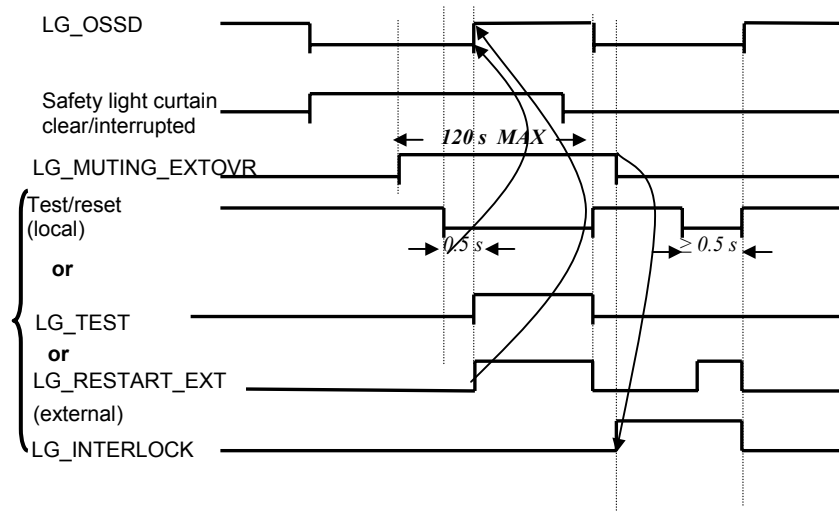 LG_OSSD
Safety light curtain
clear/interrupted
120 s MAX
LG_MUTING_EXTOVR
Test/reset
(local)
0.5 s
≥ 0.5 s
or
LG_TEST
or
LG_RESTART_EXT
(external)
LG_INTERLOCK